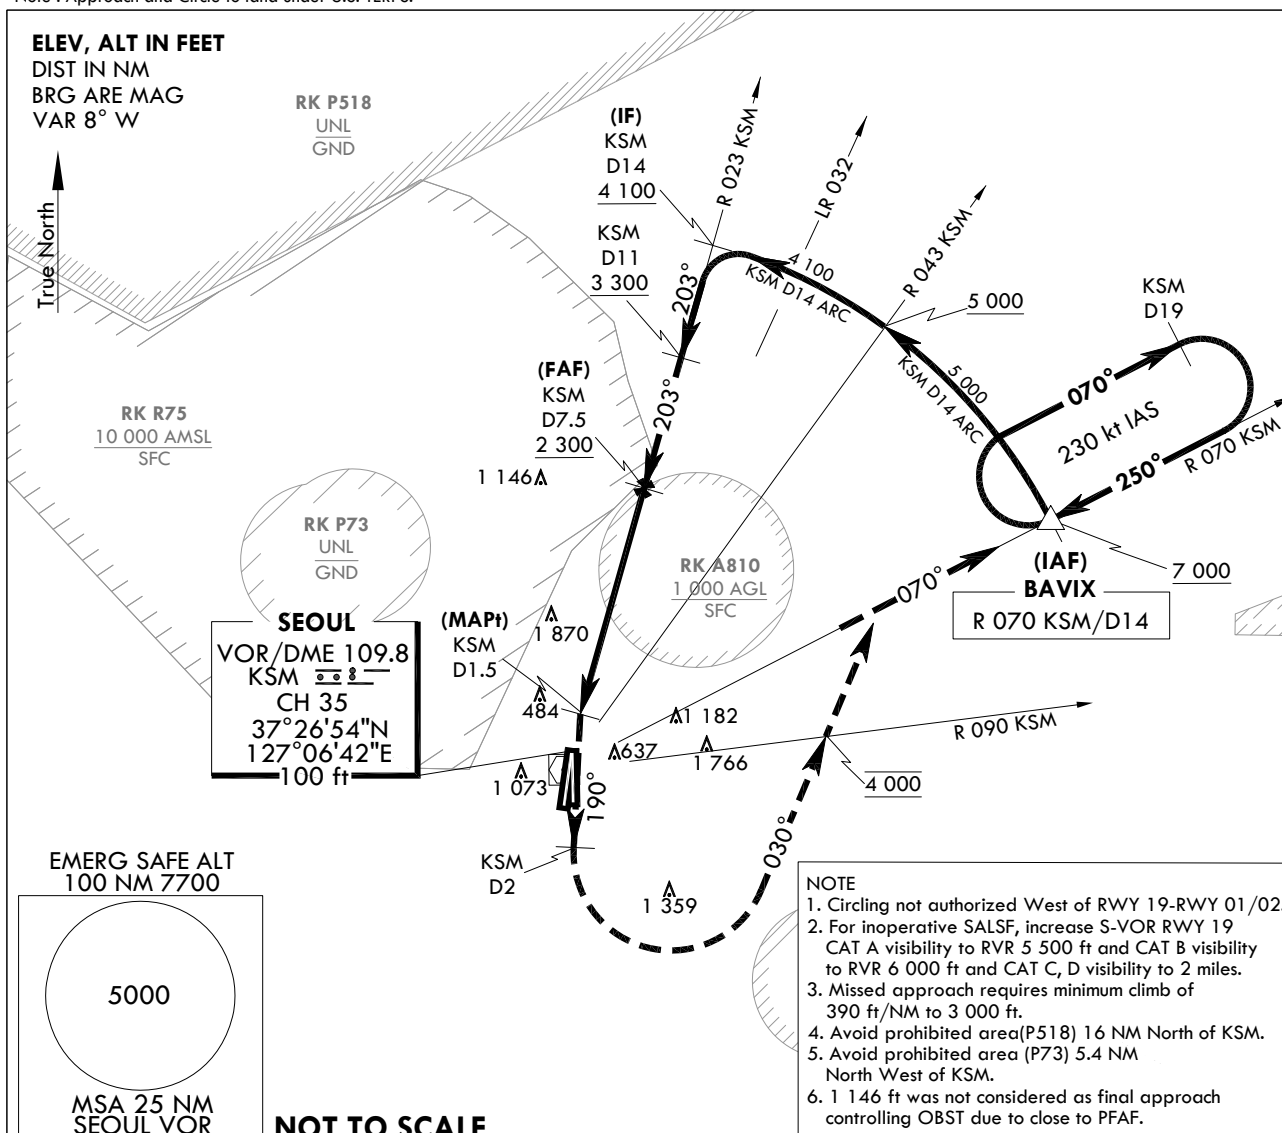 ELEV, ALT IN FEET
DIST IN NM
BRG ARE MAG
VAR 8° W
True North
RK P518
UNL
GND
(IF)
KSM
D14
4 100
KSM
D11
3 300
R 023 KSM
LR 032
R 043 KSM
4 100
KSM D14 ARC
5 000
5 000
KSM D14 ARC
KSM
D19
070°
230 kt IAS
250°
R 070 KSM
203°
203°
(FAF)
KSM
D7.5
2 300
1 146
RK R75
10 000 AMSL
SFC
RK P73
UNL
GND
RK A810
1 000 AGL
SFC
070°
(IAF)
BAVIX
R 070 KSM/D14
7 000
SEOUL
VOR/DME 109.8
KSM
CH 35
37°26'54"N
127°06'42"E
100 ft
(MAPt)
KSM
D1.5
1 870
484
1 182
637
1 766
1 073
R 090 KSM
4 000
190°
030°
KSM
D2
1 359
EMERG SAFE ALT
100 NM 7700
5000
MSA 25 NM
SEOUL VOR
NOT TO SCALE
NOTE
1. Circling not authorized West of RWY 19-RWY 01/02.
2. For inoperative SALSF, increase S-VOR RWY 19
CAT A visibility to RVR 5 500 ft and CAT B visibility
to RVR 6 000 ft and CAT C, D visibility to 2 miles.
3. Missed approach requires minimum climb of
390 ft/NM to 3 000 ft.
4. Avoid prohibited area(P518) 16 NM North of KSM.
5. Avoid prohibited area (P73) 5.4 NM
North West of KSM.
6. 1 146 ft was not considered as final approach
controlling OBST due to close to PFAF.